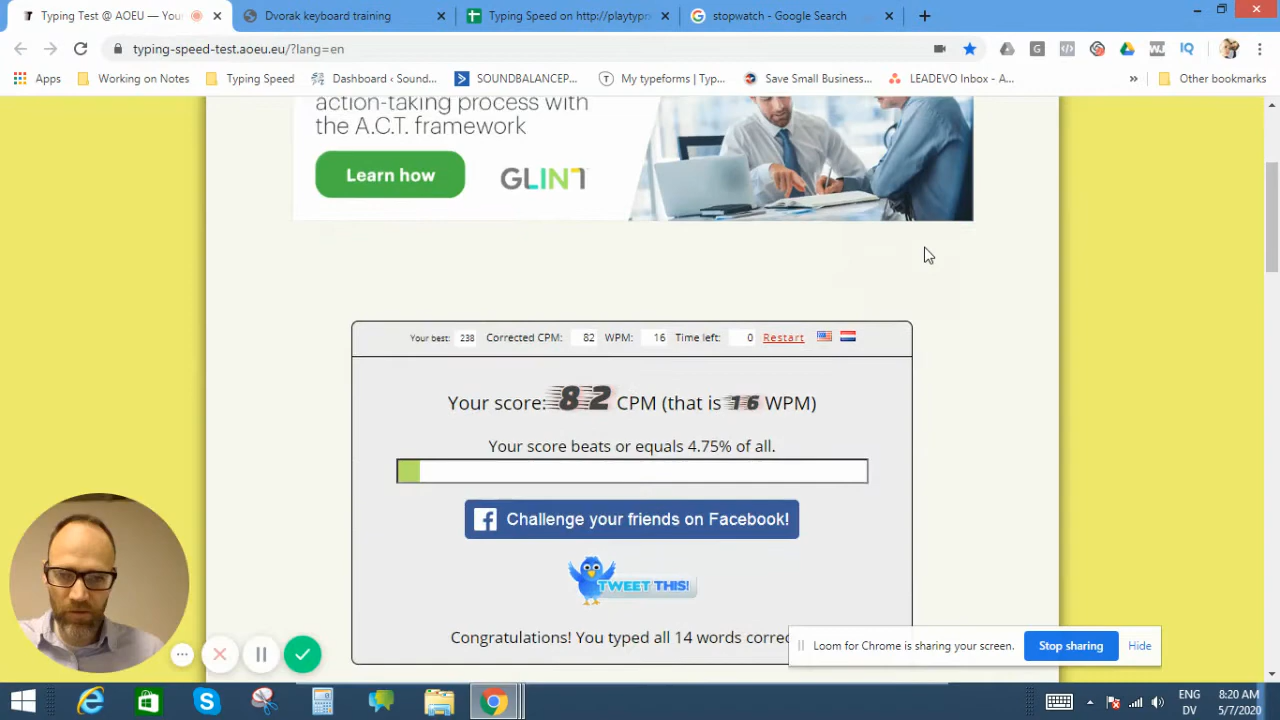 Typing Test @ AOEU — You
Dvorak keyboard training
Typing Speed on http://playtypr
stopwatch - Google Search
typing-speed-test.aoeu.eu/?lang=en
Apps
Working on Notes
Typing Speed
Dashboard ‹ Sound...
SOUNDBALANCEP...
My typeforms | Typ...
Save Small Business...
LEADEVO Inbox - A...
Other bookmarks
action-taking process with
the A.C.T. framework
Learn how
GLINT
Your best: 238 Corrected CPM: 82 WPM: 16 Time left: 0 Restart
Your score: 82 CPM (that is 16 WPM)
Your score beats or equals 4.75% of all.
Challenge your friends on Facebook!
TWEET THIS!
Congratulations! You typed all 14 words correc
Loom for Chrome is sharing your screen.
Stop sharing
Hide
ENG
8:20 AM
DV
5/7/2020